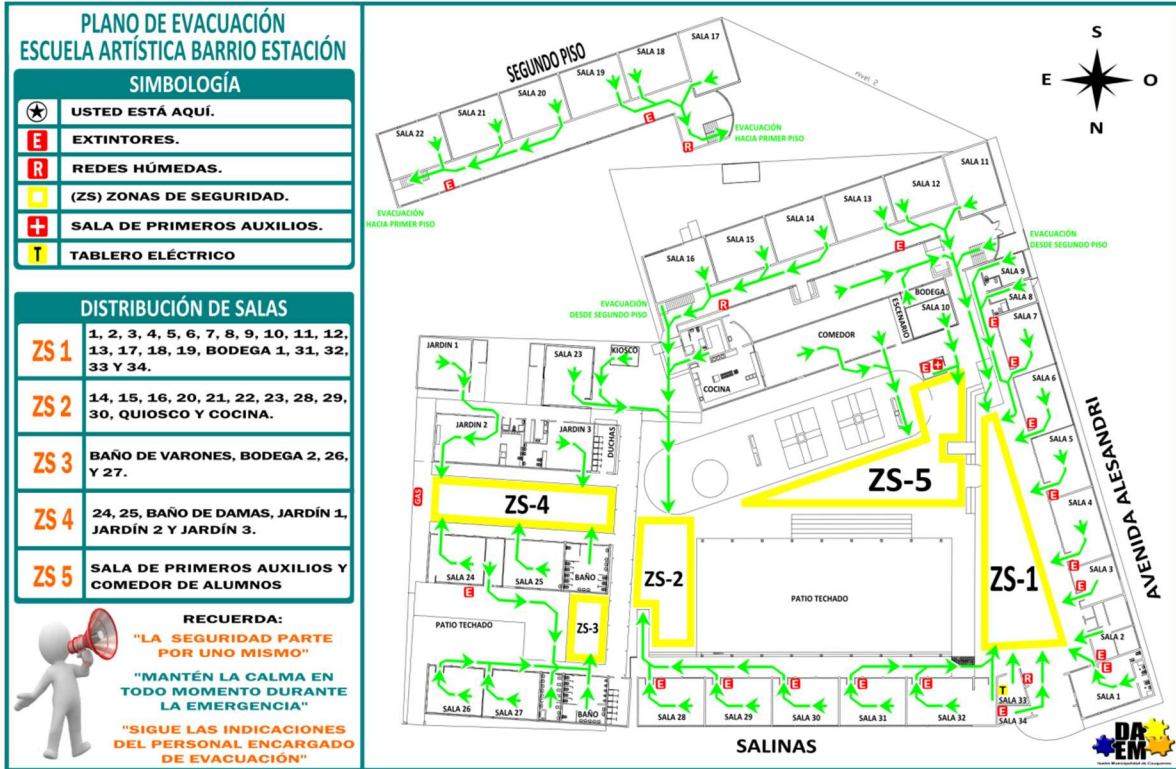 PLANO DE EVACUACIÓN
ESCUELA ARTÍSTICA BARRIO ESTACIÓN
SIMBOLOGÍA
USTED ESTÁ AQUÍ.
E EXTINTORES.
R REDES HÚMEDAS.
(ZS) ZONAS DE SEGURIDAD.
SALA DE PRIMEROS AUXILIOS.
T TABLERO ELÉCTRICO
DISTRIBUCIÓN DE SALAS
ZS 1
1, 2, 3, 4, 5, 6, 7, 8, 9, 10, 11, 12,
13, 17, 18, 19, BODEGA 1, 31, 32,
33 Y 34.
ZS 2
14, 15, 16, 20, 21, 22, 23, 28, 29,
30, QUIOSCO Y COCINA.
ZS 3
BAÑO DE VARONES, BODEGA 2, 26,
Y 27.
ZS 4
24, 25, BAÑO DE DAMAS, JARDÍN 1,
JARDÍN 2 Y JARDÍN 3.
ZS 5
SALA DE PRIMEROS AUXILIOS Y
COMEDOR DE ALUMNOS
RECUERDA:
"LA SEGURIDAD PARTE
POR UNO MISMO"
"MANTÉN LA CALMA EN
TODO MOMENTO DURANTE
LA EMERGENCIA"
"SIGUE LAS INDICACIONES
DEL PERSONAL ENCARGADO
DE EVACUACIÓN"
SEGUNDO PISO
SALA 17
SALA 18
SALA 19
SALA 20
SALA 21
SALA 22
E
E
R
EVACUACIÓN
HACIA PRIMER PISO
EVACUACIÓN
HACIA PRIMER PISO
nivel 2
S
E
O
N
SALA 11
SALA 12
SALA 13
SALA 14
SALA 15
SALA 16
E
R
EVACUACIÓN
DESDE SEGUNDO PISO
EVACUACIÓN
DESDE SEGUNDO PISO
SALA 9
SALA 8
SALA 7
SALA 6
SALA 5
SALA 4
SALA 3
SALA 2
SALA 1
E
E
E
E
E
E
E
E
E
BODEGA
ESCENARIO
SALA 10
COMEDOR
COCINA
E
JARDIN 1
SALA 23
KIOSCO
JARDIN 2
JARDIN 3
DUCHAS
GAS
ZS-4
ZS-5
ZS-2
ZS-1
ZS-3
SALA 24
SALA 25
BAÑO
E
PATIO TECHADO
PATIO TECHADO
SALA 26
SALA 27
BAÑO
E
E
E
E
E
SALA 28
SALA 29
SALA 30
SALA 31
SALA 32
T
SALA 33
R
E
SALA 34
SALINAS
AVENIDA ALESANDRI
DA
EM